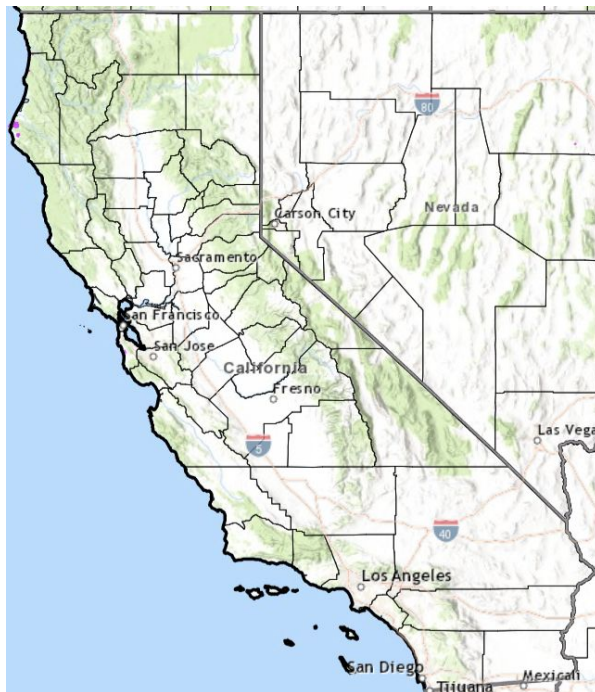 80
Carson City
Nevada
Sacramento
San Francisco
San Jose
California
Fresno
Las Vega
5
40
Los Angeles
San Diego
Tijuana
Mexicali